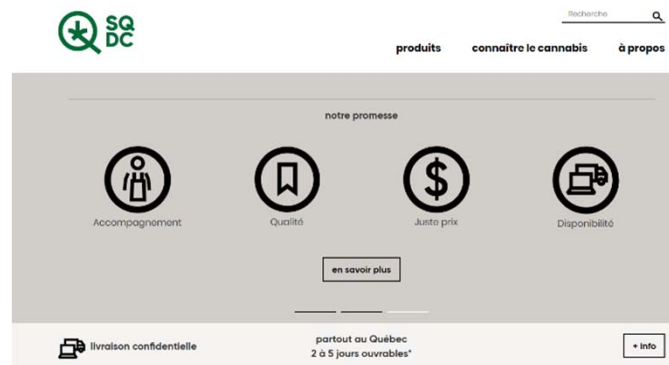 SQ
DC
Recherche
produits connaître le cannabis à propos
notre promesse
Accompagnement Qualité Juste prix Disponibilité
en savoir plus
livraison confidentielle
partout au Québec
2 à 5 jours ouvrables*
+ info